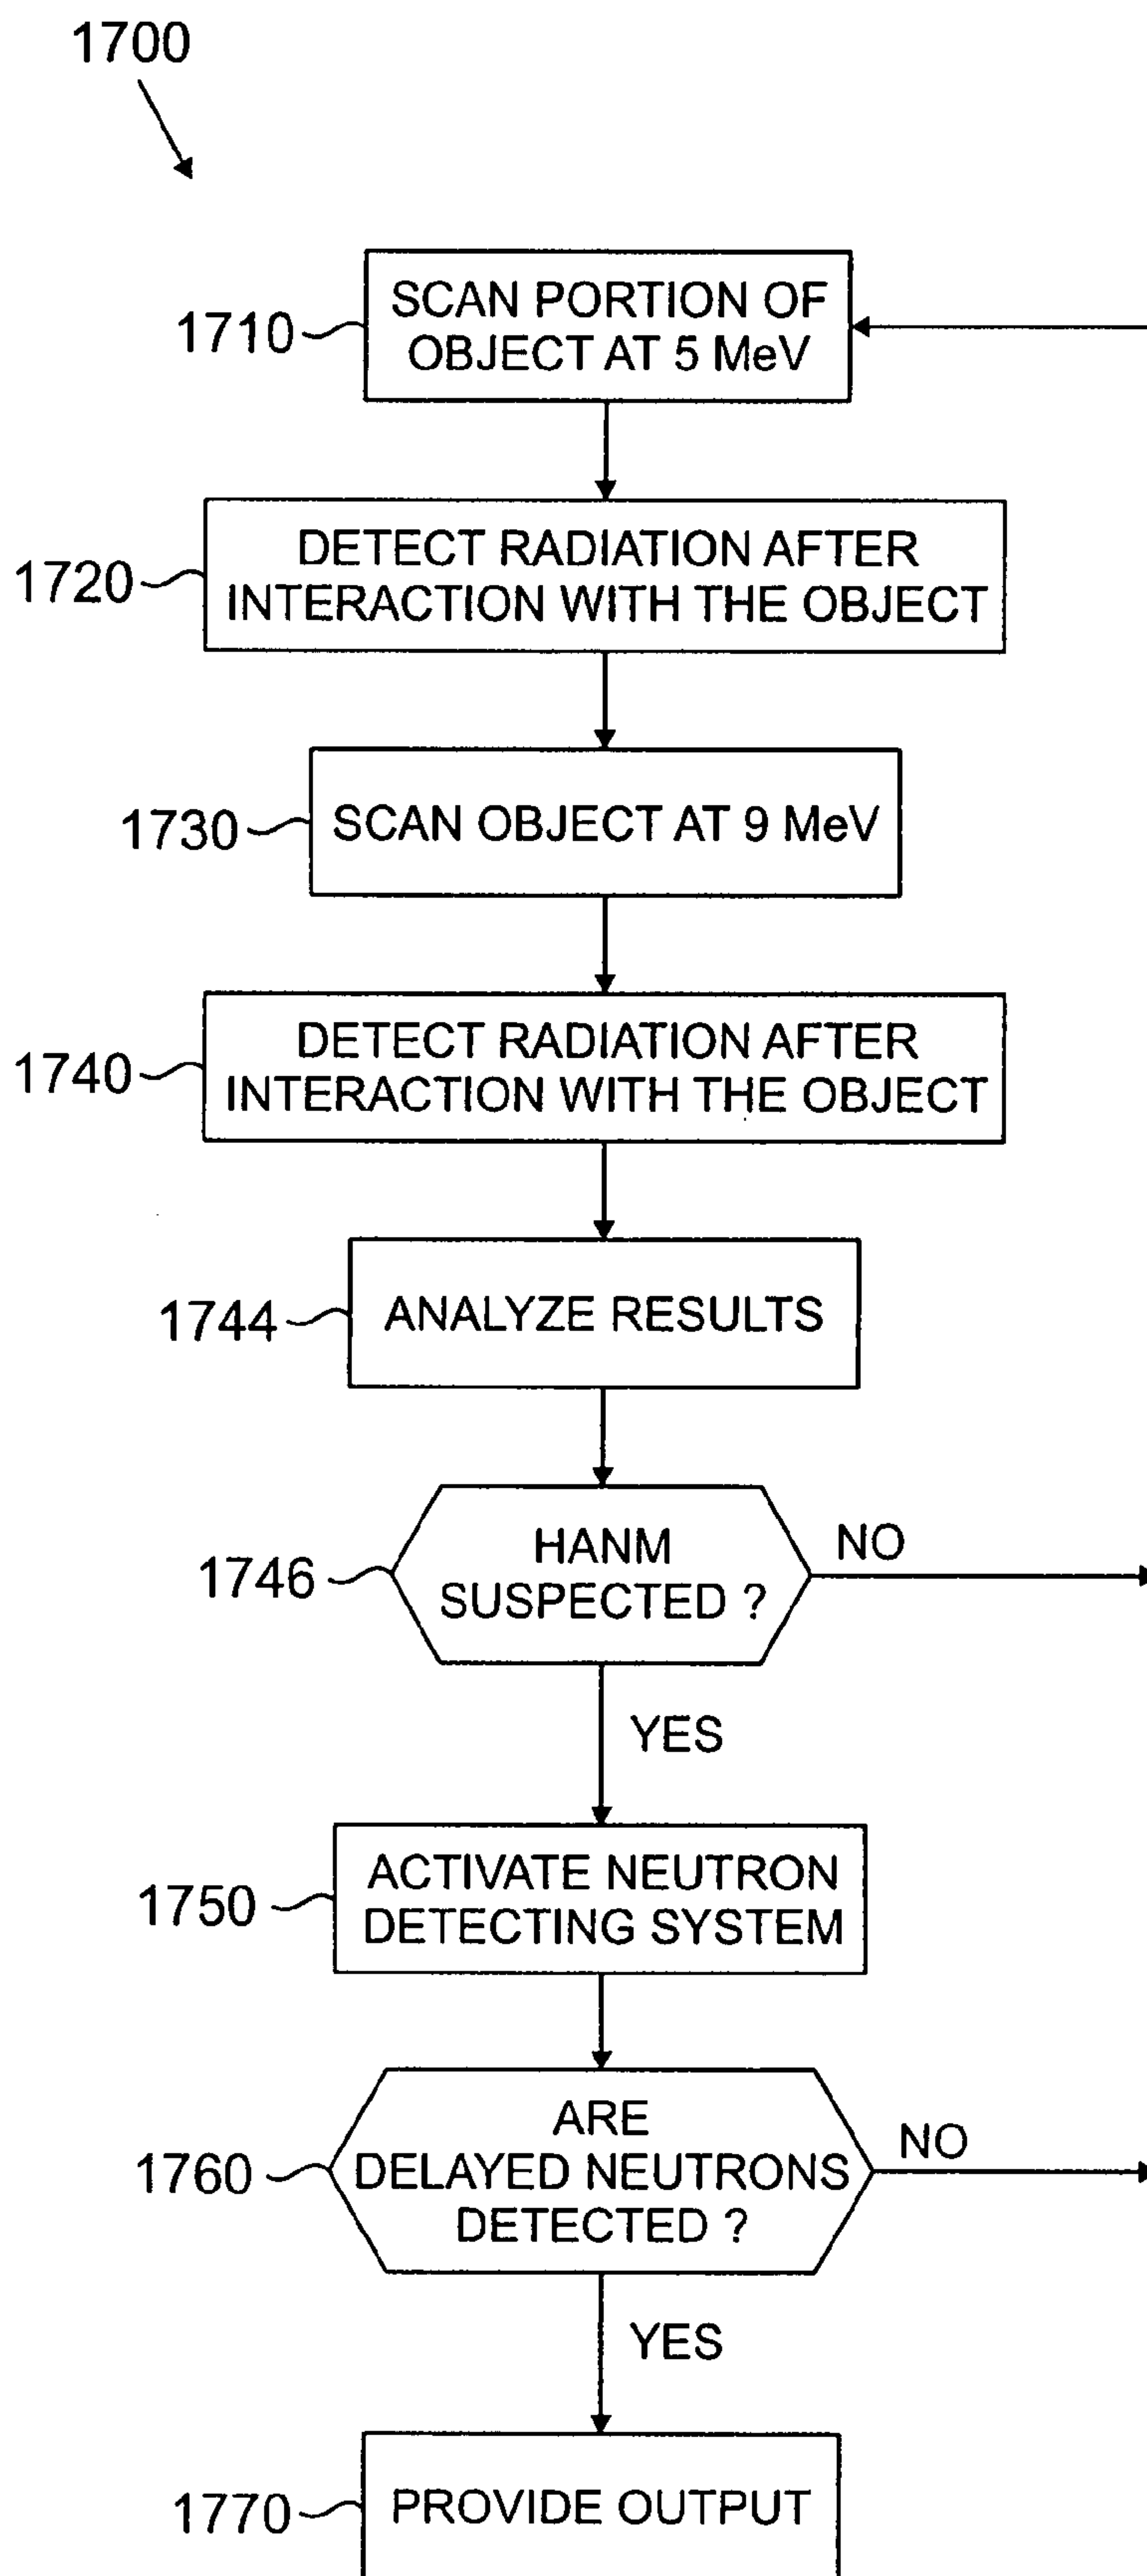 1700
1710
SCAN PORTION OF
OBJECT AT 5 MeV
1720
DETECT RADIATION AFTER
INTERACTION WITH THE OBJECT
1730
SCAN OBJECT AT 9 MeV
1740
DETECT RADIATION AFTER
INTERACTION WITH THE OBJECT
1744
ANALYZE RESULTS
1746
HANM
SUSPECTED ?
NO
YES
1750
ACTIVATE NEUTRON
DETECTING SYSTEM
1760
ARE
DELAYED NEUTRONS
DETECTED ?
NO
YES
1770
PROVIDE OUTPUT